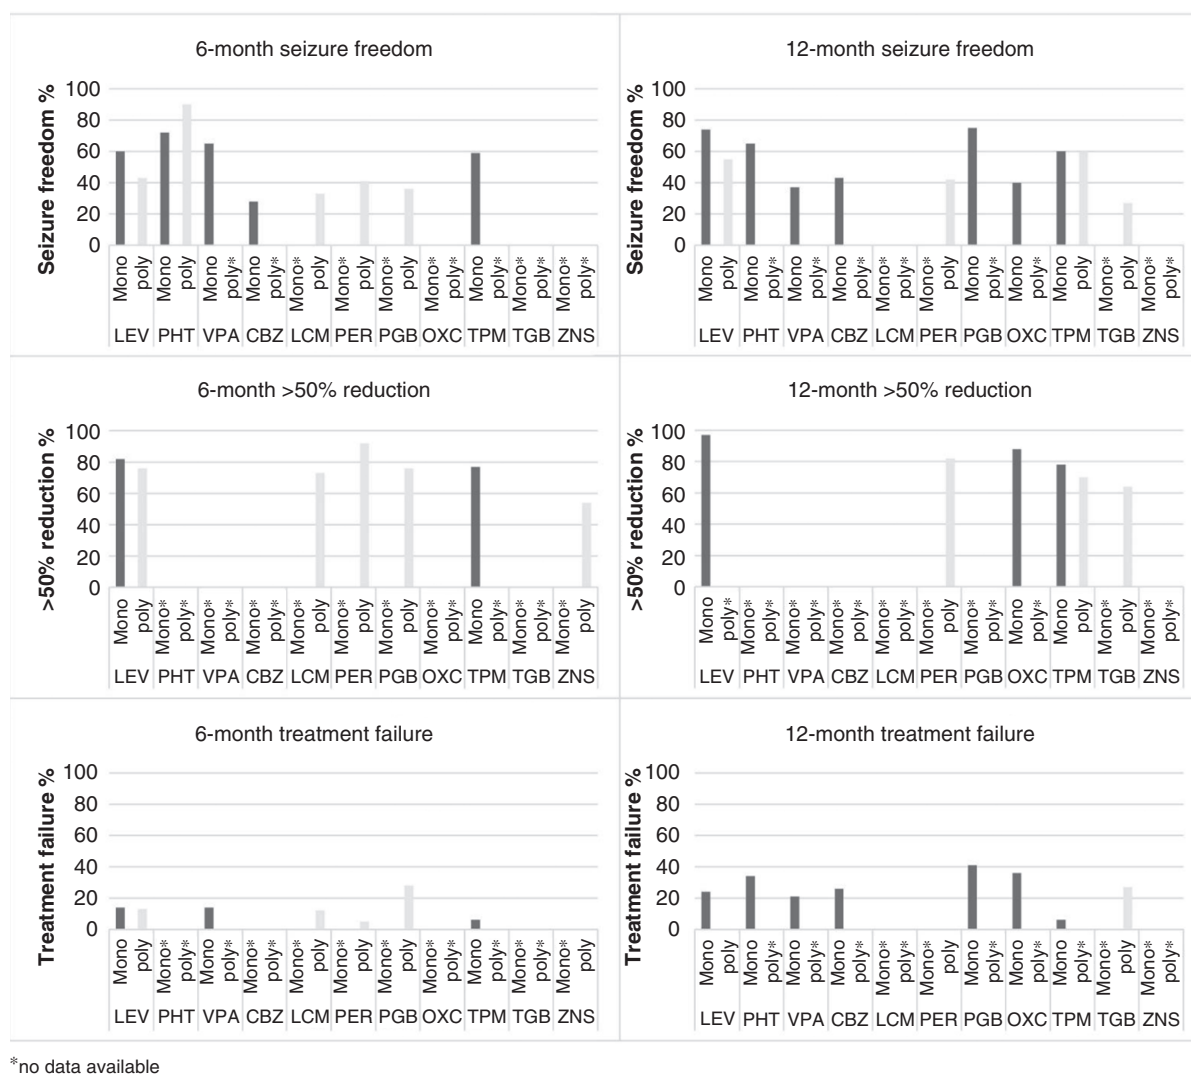 6-month seizure freedom
Seizure freedom %
100
80
60
40
20
0
Mono poly Mono poly Mono poly* Mono poly* Mono* poly Mono* poly Mono* poly Mono* poly* Mono poly* Mono* poly* Mono* poly*
LEV PHT VPA CBZ LCM PER PGB OXC TPM TGB ZNS
12-month seizure freedom
Seizure freedom %
100
80
60
40
20
0
Mono poly Mono poly* Mono poly* Mono poly* Mono* poly* Mono* poly Mono poly* Mono poly* Mono poly Mono* poly Mono* poly*
LEV PHT VPA CBZ LCM PER PGB OXC TPM TGB ZNS
6-month >50% reduction
>50% reduction %
100
80
60
40
20
0
Mono poly Mono* poly* Mono* poly* Mono* poly* Mono* poly Mono* poly Mono* poly Mono* poly* Mono poly* Mono* poly* Mono* poly
LEV PHT VPA CBZ LCM PER PGB OXC TPM TGB ZNS
12-month >50% reduction
>50% reduction %
100
80
60
40
20
0
Mono poly* Mono* poly* Mono* poly* Mono* poly* Mono* poly* Mono* poly Mono* poly* Mono poly* Mono poly Mono* poly Mono* poly*
LEV PHT VPA CBZ LCM PER PGB OXC TPM TGB ZNS
6-month treatment failure
Treatment failure %
100
80
60
40
20
0
Mono poly Mono* poly* Mono poly* Mono* poly* Mono* poly Mono* poly Mono* poly Mono* poly* Mono poly* Mono* poly* Mono* poly
LEV PHT VPA CBZ LCM PER PGB OXC TPM TGB ZNS
12-month treatment failure
Treatment failure %
100
80
60
40
20
0
Mono poly Mono poly* Mono poly* Mono poly* Mono* poly* Mono* poly Mono poly* Mono poly* Mono poly* Mono* poly Mono* poly*
LEV PHT VPA CBZ LCM PER PGB OXC TPM TGB ZNS
*no data available